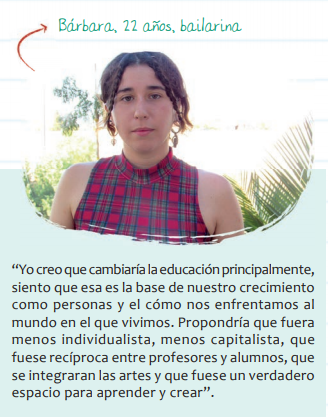 Bárbara, 22 años, bailarina
“Yo creo que cambiaría la educación principalmente,
siento que esa es la base de nuestro crecimiento
como personas y el cómo nos enfrentamos al
mundo en el que vivimos. Propondría que fuera
menos individualista, menos capitalista, que
fuese recíproca entre profesores y alumnos, que
se integraran las artes y que fuese un verdadero
espacio para aprender y crear”.